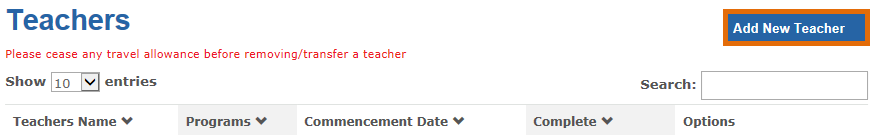 Teachers
Add New Teacher
Please cease any travel allowance before removing/transfer a teacher
Show 10 entries
Search:
Teachers Name Programs Commencement Date Complete Options